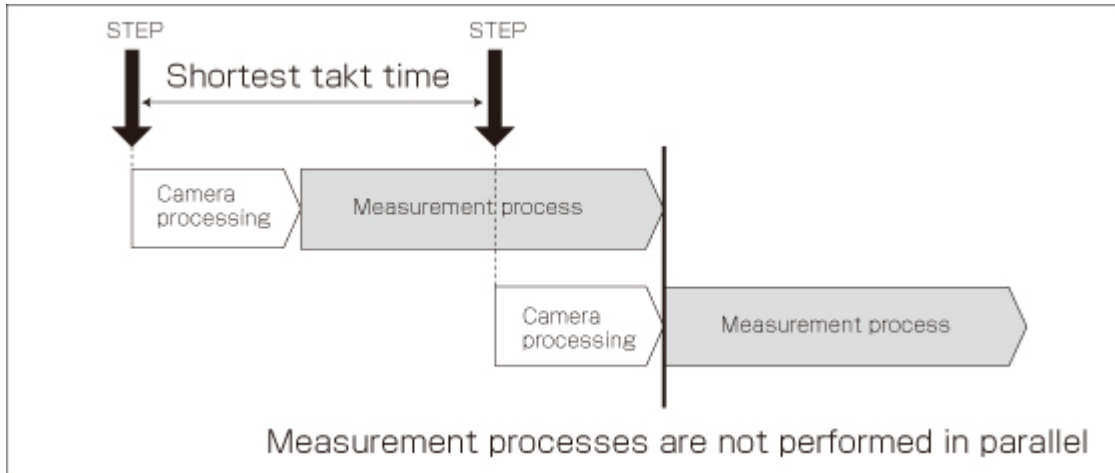 STEP
STEP
Shortest takt time
Camera
processing
Measurement process
Camera
processing
Measurement process
Measurement processes are not performed in parallel